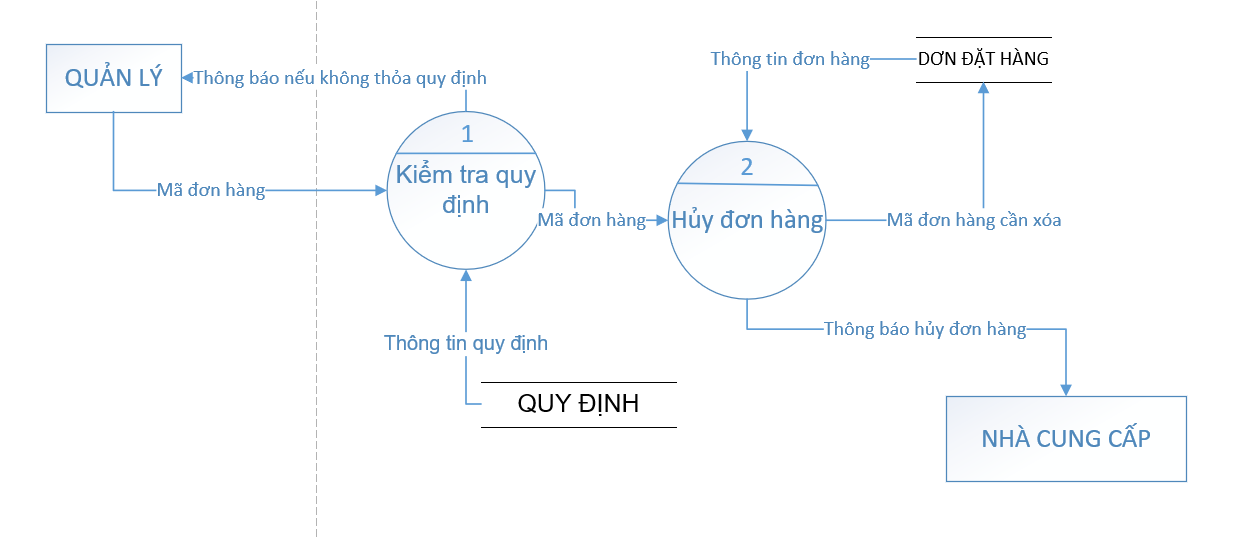 QUẢN LÝ
Thông báo nếu không thỏa quy định
Thông tin đơn hàng
DƠN ĐẶT HÀNG
1
Kiểm tra quy
định
Mã đơn hàng
Mã đơn hàng
2
Hủy đơn hàng
Mã đơn hàng cần xóa
Thông báo hủy đơn hàng
Thông tin quy định
QUY ĐỊNH
NHÀ CUNG CẤP